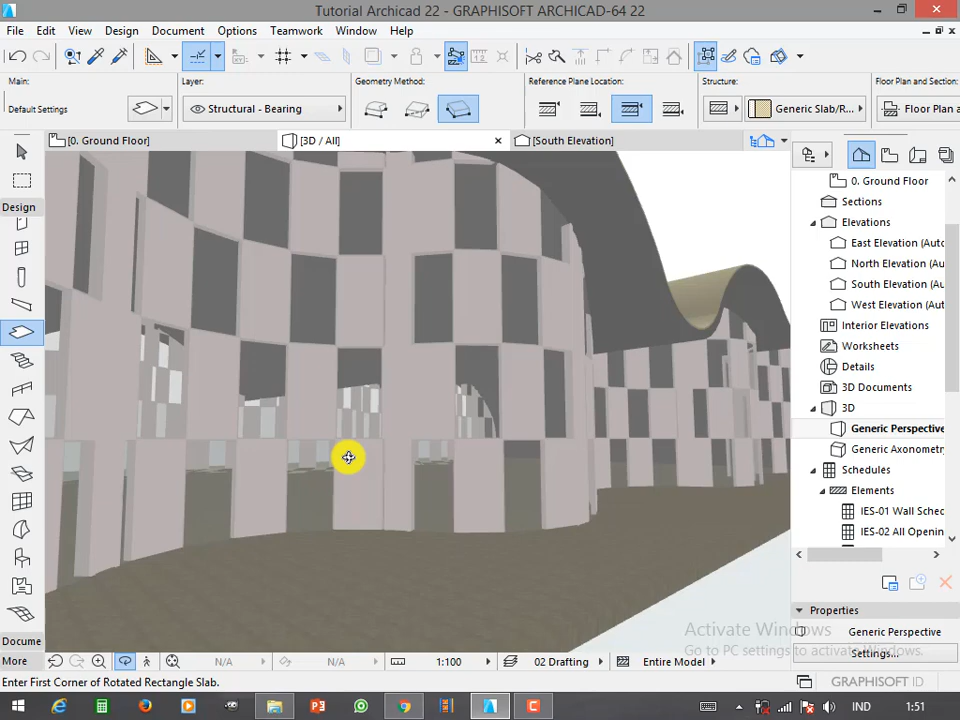 Tutorial Archicad 22 - GRAPHISOFT ARCHICAD-64 22
File Edit View Design Document Options Teamwork Window Help
Main: Layer: Geometry Method: Reference Plane Location: Structure: Floor Plan and Section:
Default Settings Structural - Bearing Generic Slab/R... Floor Plan a
[0. Ground Floor] [3D / All] [South Elevation]
Design
0. Ground Floor
Sections
Elevations
East Elevation (Auto
North Elevation (Au
South Elevation (Au
West Elevation (Aut
Interior Elevations
Worksheets
Details
3D Documents
3D
Generic Perspective
Generic Axonometr
Schedules
Elements
IES-01 Wall Sched
IES-02 All Openin
Docume
Properties
Activate Windows
Generic Perspective
Go to PC settings to activate Windows.
Settings...
More N/A N/A 1:100 02 Drafting Entire Model
Enter First Corner of Rotated Rectangle Slab.
GRAPHISOFT ID
IND 1:51